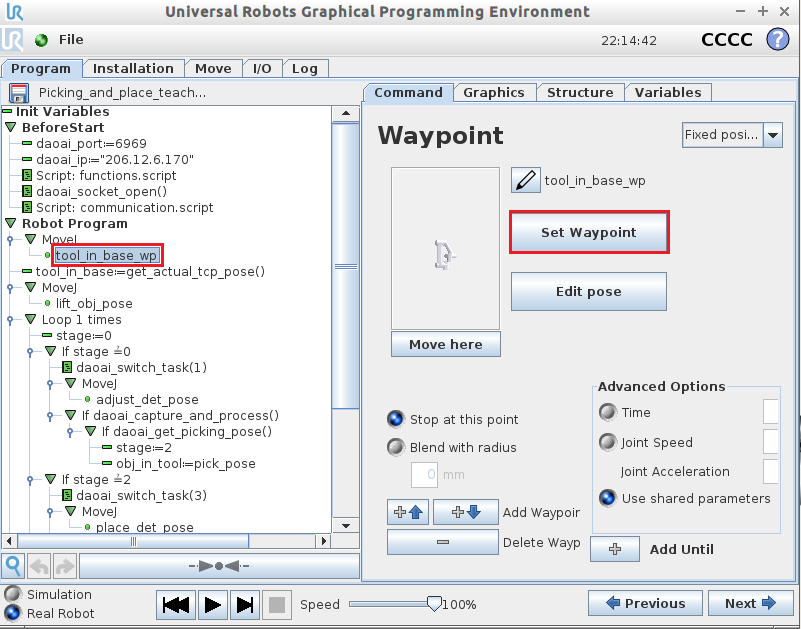 Universal Robots Graphical Programming Environment
File
22:14:42
CCCC
?
Program
Installation
Move
I/O
Log
Picking_and_place_teach...
Init Variables
BeforeStart
daoai_port≔6969
daoai_ip≔"206.12.6.170"
Script: functions.script
daoai_socket_open()
Script: communication.script
Robot Program
MoveJ
tool_in_base_wp
tool_in_base≔get_actual_tcp_pose()
MoveJ
lift_obj_pose
Loop 1 times
stage≔0
If stage ≟0
daoai_switch_task(1)
MoveJ
adjust_det_pose
If daoai_capture_and_process()
If daoai_get_picking_pose()
stage≔2
obj_in_tool≔pick_pose
If stage ≟2
daoai_switch_task(3)
MoveJ
place_det_pose
Simulation
Real Robot
Speed
100%
Command
Graphics
Structure
Variables
Waypoint
Fixed posi...
tool_in_base_wp
Set Waypoint
Edit pose
Move here
Stop at this point
Blend with radius
0 mm
Add Waypoir
Delete Wayp
Advanced Options
Time
Joint Speed
Joint Acceleration
Use shared parameters
Add Until
Previous
Next